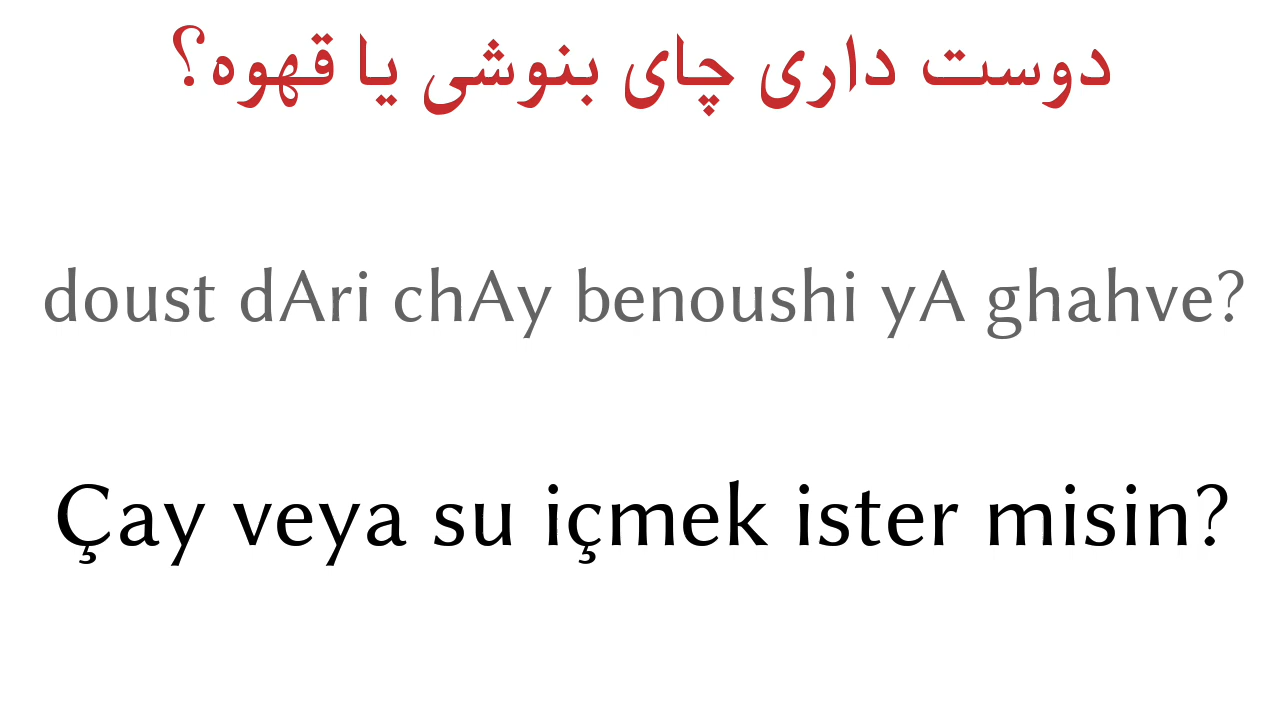 دوست داری چای بنوشی یا قهوه؟
doust dAri chAy benoushi yA ghahve?
Çay veya su içmek ister misin?